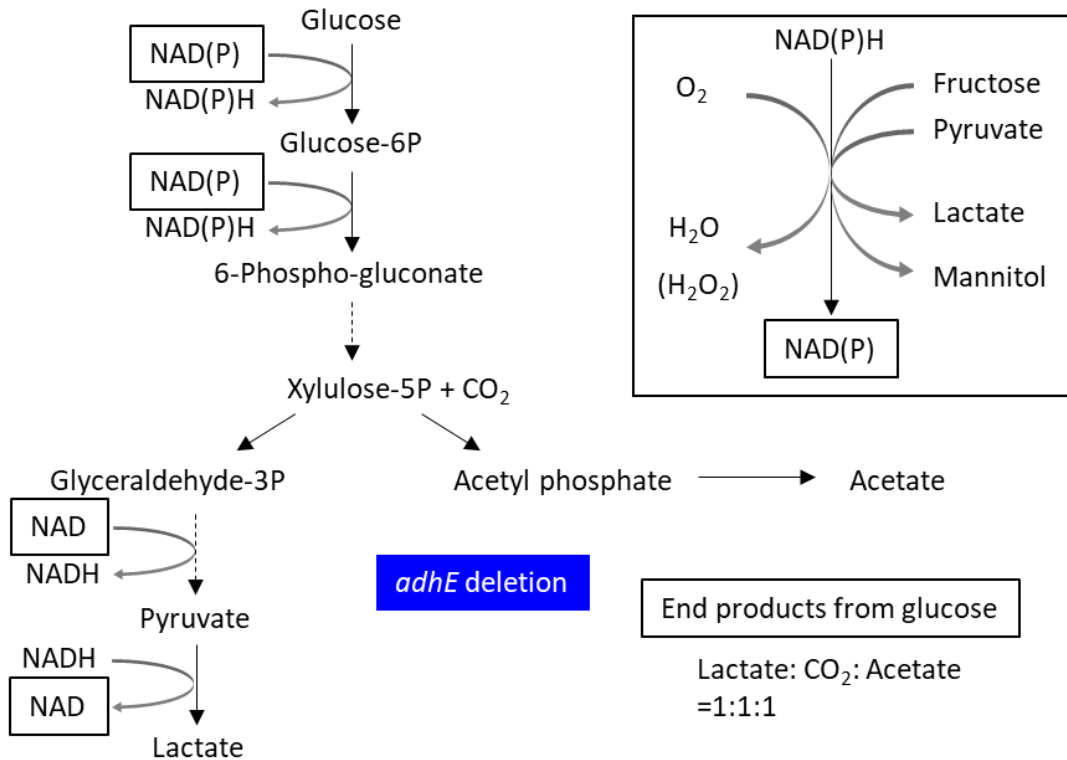 Glucose
NAD(P)
NAD(P)H
Glucose-6P
NAD(P)
NAD(P)H
6-Phospho-gluconate
Xylulose-5P + CO₂
Glyceraldehyde-3P
Acetyl phosphate
Acetate
NAD
NADH
Pyruvate
NADH
NAD
Lactate
adhE deletion
NAD(P)H
O₂
Fructose
Pyruvate
Lactate
H₂O
(H₂O₂)
Mannitol
NAD(P)
End products from glucose
Lactate: CO₂: Acetate
=1:1:1